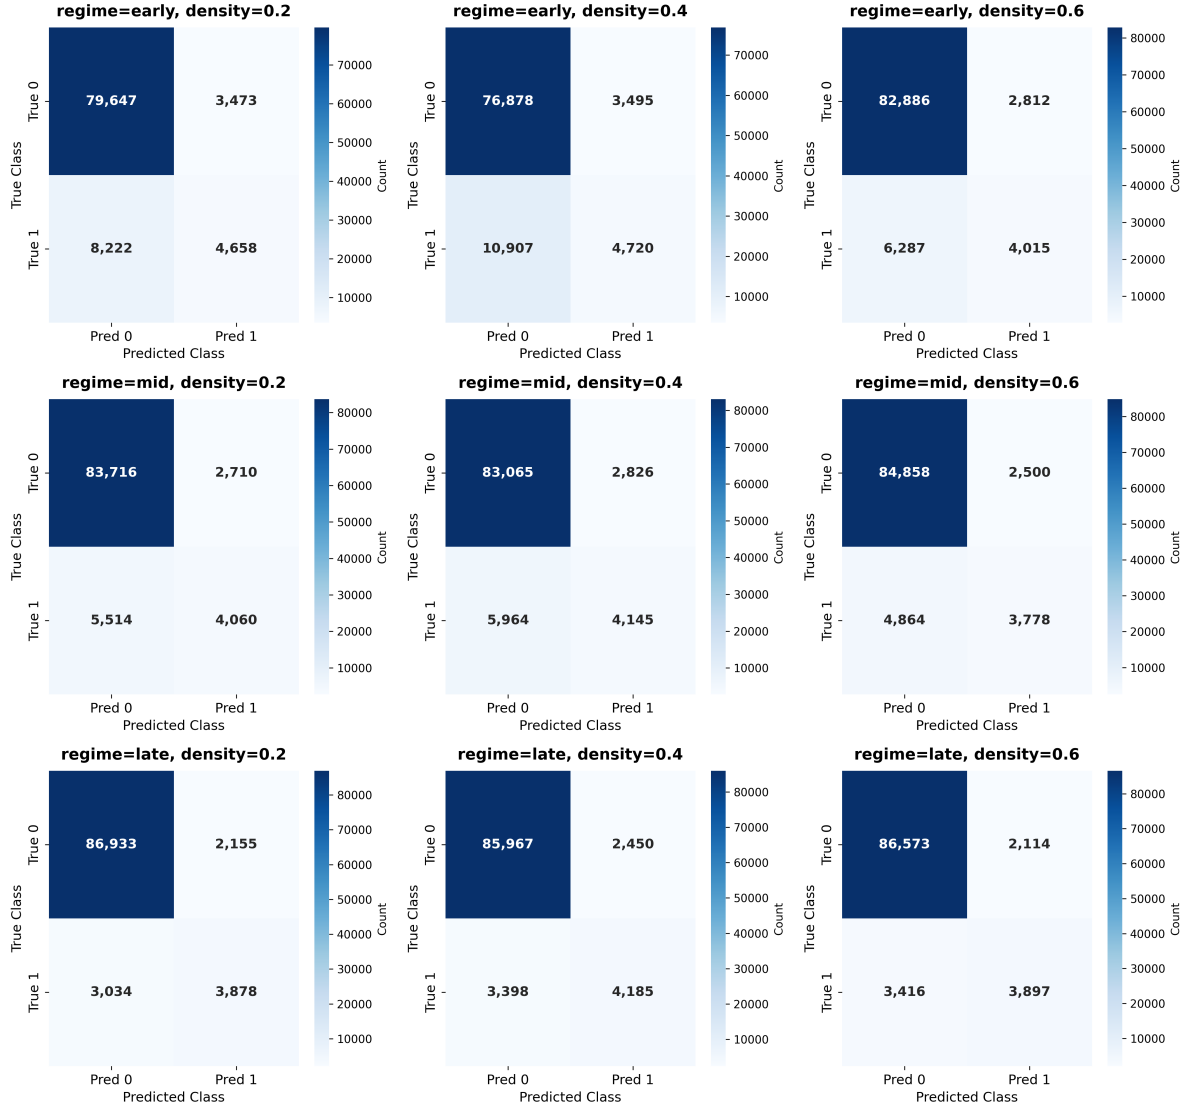 regime=early, density=0.2
True Class
True 0
79,647
3,473
True 1
8,222
4,658
Pred 0
Pred 1
Predicted Class
70000
60000
50000
40000
30000
20000
10000
Count
regime=early, density=0.4
True Class
True 0
76,878
3,495
True 1
10,907
4,720
Pred 0
Pred 1
Predicted Class
70000
60000
50000
40000
30000
20000
10000
Count
regime=early, density=0.6
True Class
True 0
82,886
2,812
True 1
6,287
4,015
Pred 0
Pred 1
Predicted Class
80000
70000
60000
50000
40000
30000
20000
10000
Count
regime=mid, density=0.2
True Class
True 0
83,716
2,710
True 1
5,514
4,060
Pred 0
Pred 1
Predicted Class
80000
70000
60000
50000
40000
30000
20000
10000
Count
regime=mid, density=0.4
True Class
True 0
83,065
2,826
True 1
5,964
4,145
Pred 0
Pred 1
Predicted Class
80000
70000
60000
50000
40000
30000
20000
10000
Count
regime=mid, density=0.6
True Class
True 0
84,858
2,500
True 1
4,864
3,778
Pred 0
Pred 1
Predicted Class
80000
70000
60000
50000
40000
30000
20000
10000
Count
regime=late, density=0.2
True Class
True 0
86,933
2,155
True 1
3,034
3,878
Pred 0
Pred 1
Predicted Class
80000
70000
60000
50000
40000
30000
20000
10000
Count
regime=late, density=0.4
True Class
True 0
85,967
2,450
True 1
3,398
4,185
Pred 0
Pred 1
Predicted Class
80000
70000
60000
50000
40000
30000
20000
10000
Count
regime=late, density=0.6
True Class
True 0
86,573
2,114
True 1
3,416
3,897
Pred 0
Pred 1
Predicted Class
80000
70000
60000
50000
40000
30000
20000
10000
Count